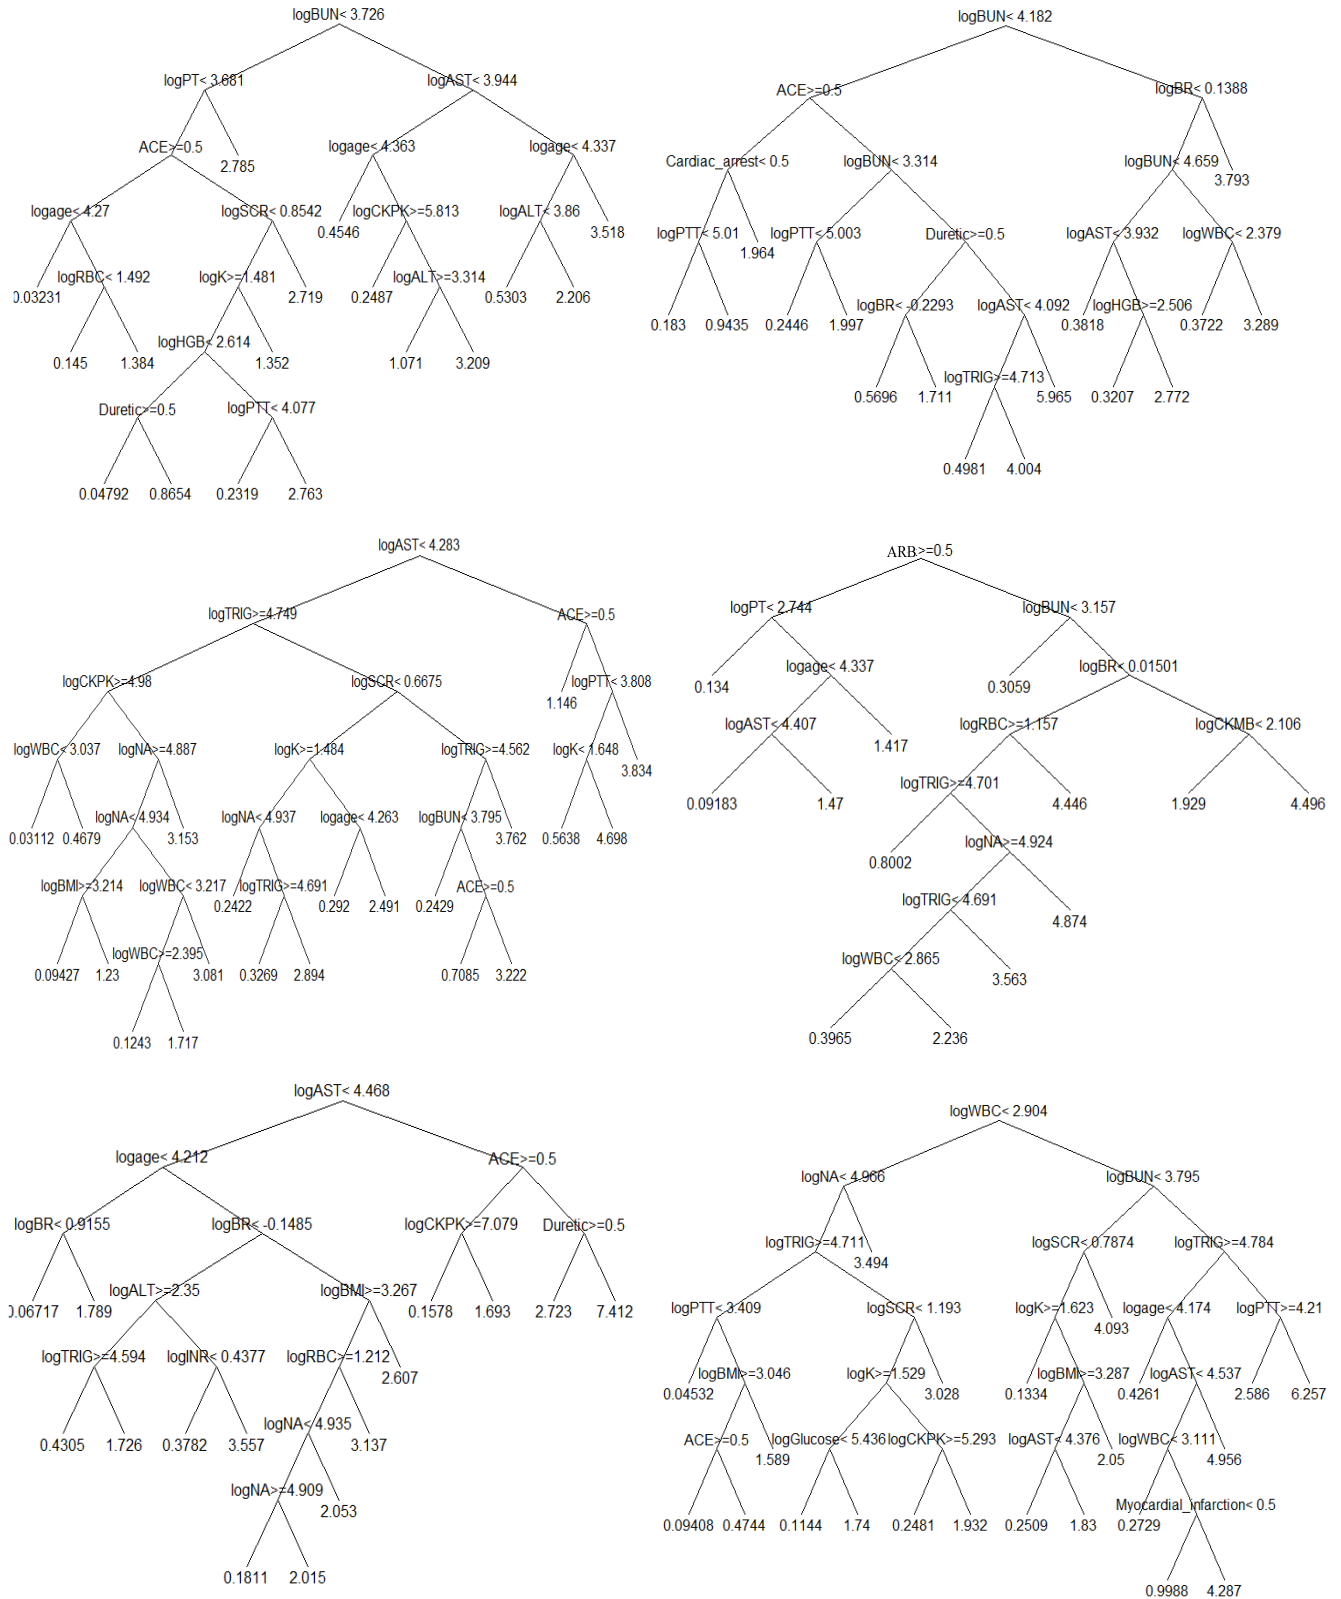 logBUN< 3.726
logPT< 3.681
logAST< 3.944
ACE>=0.5
2.785
logage< 4.363
logage< 4.337
logage< 4.27
logSCR< 0.8542
0.4546
logCKPK>=5.813
logALT< 3.86
3.518
0.03231
logRBC< 1.492
logK>=1.481
2.719
0.2487
logALT>=3.314
0.5303
2.206
0.145
1.384
logHGB< 2.614
1.352
1.071
3.209
Duretic>=0.5
logPTT< 4.077
0.04792
0.8654
0.2319
2.763
logBUN< 4.182
ACE>=0.5
logBR< 0.1388
Cardiac_arrest< 0.5
logBUN< 3.314
logBUN< 4.659
3.793
logPTT< 5.01
1.964
logPTT< 5.003
Duretic>=0.5
logAST< 3.932
logWBC< 2.379
0.183
0.9435
0.2446
1.997
logBR< -0.2293
logAST< 4.092
0.3818
logHGB>=2.506
0.3722
3.289
0.5696
1.711
logTRIG>=4.713
5.965
0.3207
2.772
0.4981
4.004
logAST< 4.283
logTRIG>=4.749
ACE>=0.5
logCKPK>=4.98
logSCR< 0.6675
1.146
logPTT< 3.808
logWBC< 3.037
logNA>=4.887
logK>=1.484
logTRIG>=4.562
logK< 1.648
3.834
0.03112
0.4679
logNA< 4.934
3.153
logNA< 4.937
logage< 4.263
logBUN< 3.795
3.762
0.5638
4.698
logBMI>=3.214
logWBC< 3.217
0.2422
logTRIG>=4.691
0.292
2.491
0.2429
ACE>=0.5
0.09427
1.23
logWBC>=2.395
3.081
0.3269
2.894
0.7085
3.222
0.1243
1.717
ARB>=0.5
logPT< 2.744
logBUN< 3.157
0.134
logage< 4.337
0.3059
logBR< 0.01501
logAST< 4.407
1.417
logRBC>=1.157
logCKMB< 2.106
0.09183
1.47
logTRIG>=4.701
4.446
1.929
4.496
0.8002
logNA>=4.924
logTRIG< 4.691
4.874
logWBC< 2.865
3.563
0.3965
2.236
logAST< 4.468
logage< 4.212
ACE>=0.5
logBR< 0.9155
logBR< -0.1485
logCKPK>=7.079
Duretic>=0.5
0.06717
1.789
logALT>=2.35
logBMI>=3.267
0.1578
1.693
2.723
7.412
logTRIG>=4.594
logINR< 0.4377
logRBC>=1.212
2.607
0.4305
1.726
0.3782
3.557
logNA< 4.935
3.137
logNA>=4.909
2.053
0.1811
2.015
logWBC< 2.904
logNA< 4.966
logBUN< 3.795
logTRIG>=4.711
3.494
logSCR< 0.7874
logTRIG>=4.784
logPTT< 3.409
logSCR< 1.193
logK>=1.623
4.093
logage< 4.174
logPTT>=4.21
0.04532
logBMI>=3.046
logK>=1.529
3.028
0.1334
logBMI>=3.287
0.4261
logAST< 4.537
2.586
6.257
ACE>=0.5
1.589
logGlucose< 5.436
logCKPK>=5.293
logAST< 4.376
2.05
logWBC< 3.111
4.956
0.09408
0.4744
0.1144
1.74
0.2481
1.932
0.2509
1.83
0.2729
Myocardial_infarction< 0.5
0.9988
4.287